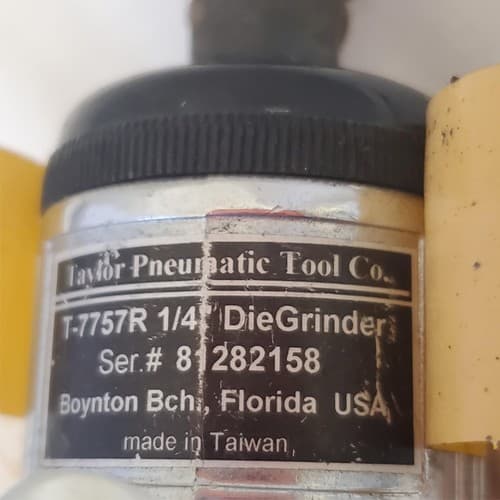 Taylor Pneumatic Tool Co.
T-7757R 1/4" DieGrinder
Ser.# 81282158
Boynton Bch., Florida USA
made in Taiwan